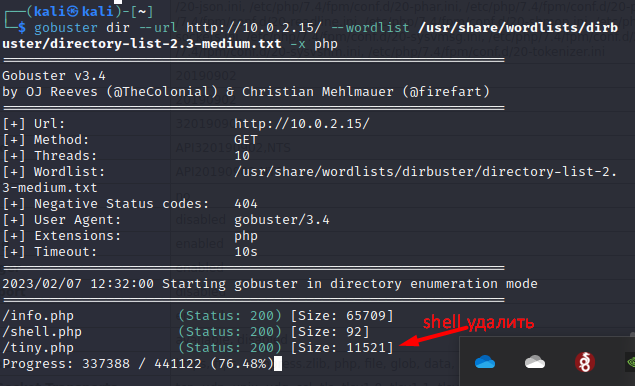 ┌──(kali㉿kali)-[~]
└─$ gobuster dir --url http://10.0.2.15/ --wordlist /usr/share/wordlists/dirb
uster/directory-list-2.3-medium.txt -x php
===============================================================
Gobuster v3.4
by OJ Reeves (@TheColonial) & Christian Mehlmauer (@firefart)
===============================================================
[+] Url: http://10.0.2.15/
[+] Method: GET
[+] Threads: 10
[+] Wordlist: /usr/share/wordlists/dirbuster/directory-list-2.
3-medium.txt
[+] Negative Status codes: 404
[+] User Agent: gobuster/3.4
[+] Extensions: php
[+] Timeout: 10s
===============================================================
2023/02/07 12:32:00 Starting gobuster in directory enumeration mode
===============================================================
/info.php (Status: 200) [Size: 65709]
/shell.php (Status: 200) [Size: 92]
shell удалить
/tiny.php (Status: 200) [Size: 11521]
Progress: 337388 / 441122 (76.48%)